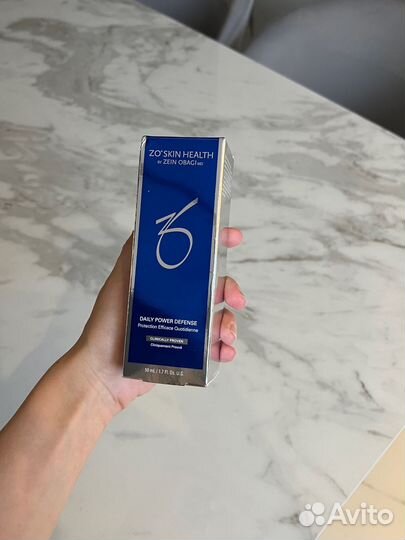 ZO® SKIN HEALTH
BY ZEIN OBAGI MD
DAILY POWER DEFENSE
Protection Efficace Quotidienne
CLINICALLY PROVEN
Cliniquement Prouvé
50 mL / 1.7 Fl. Oz. U.S.
Avito